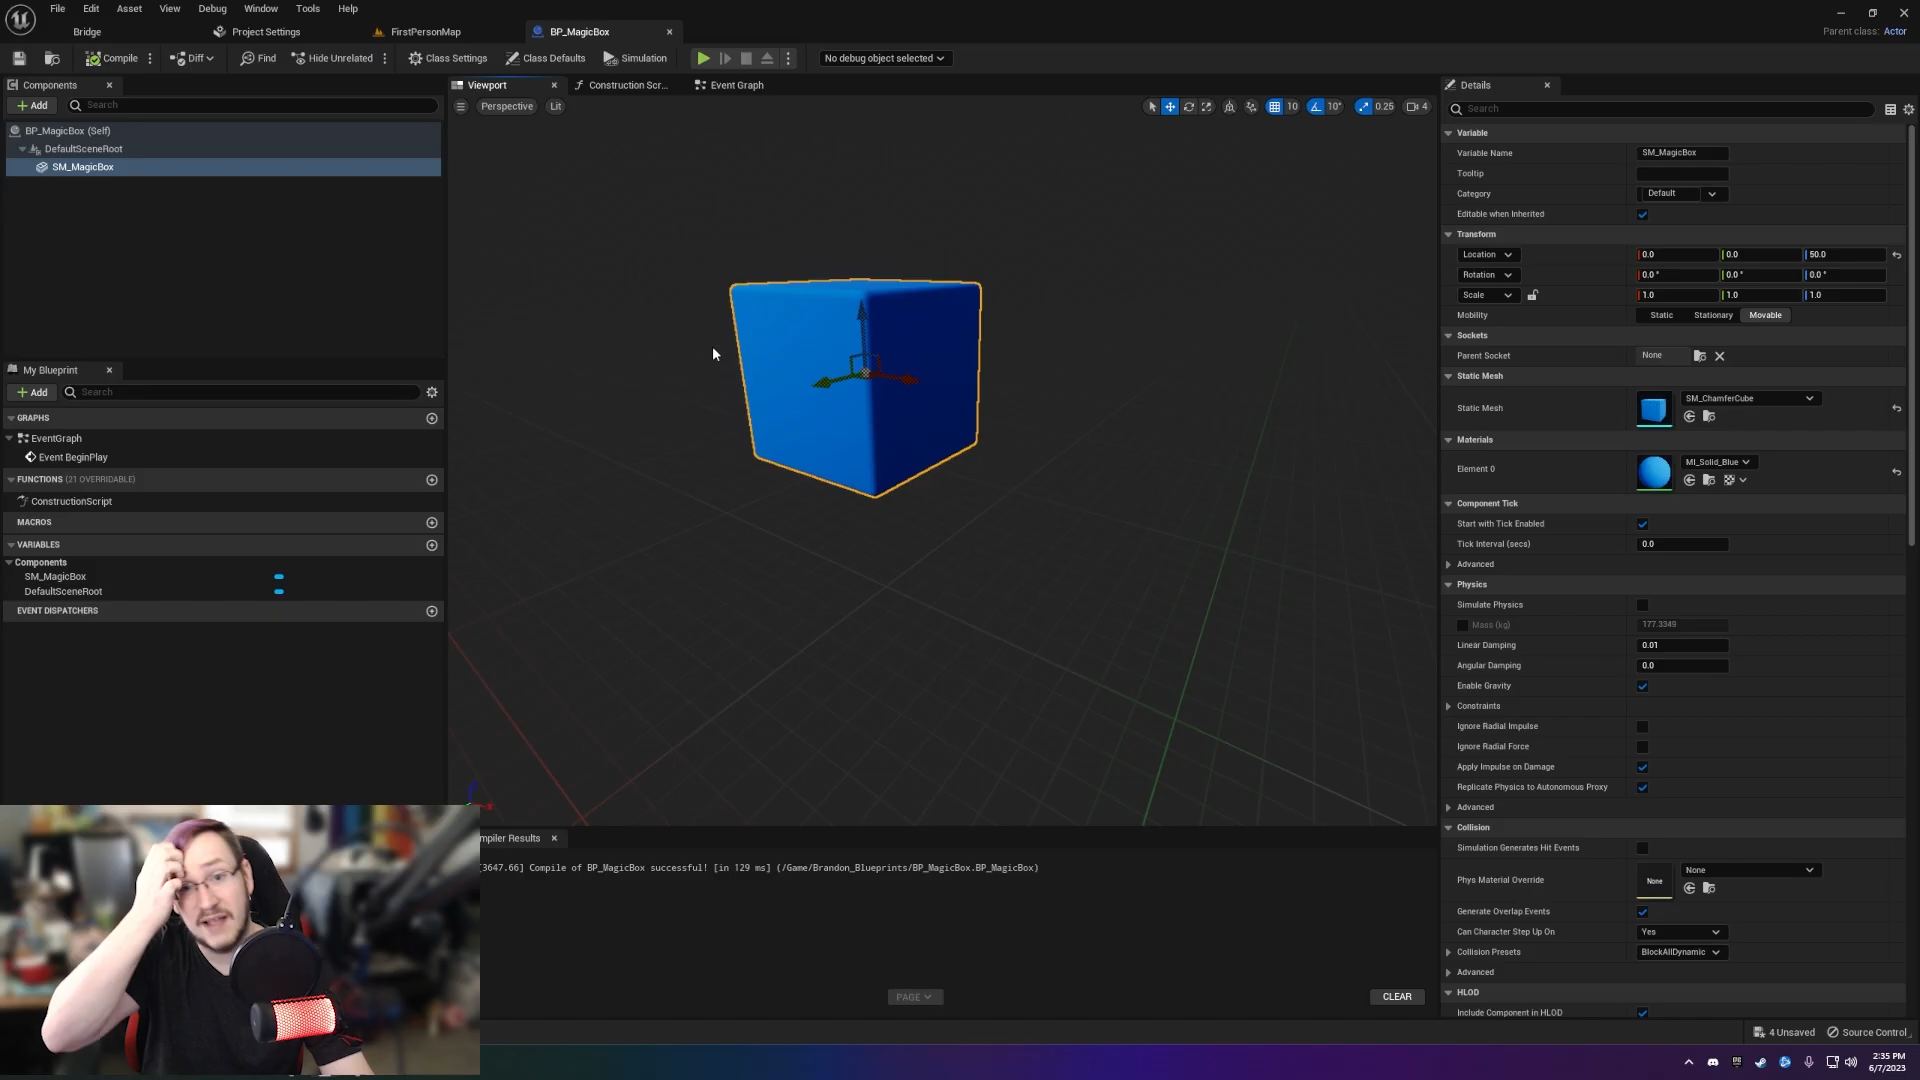 File Edit Asset View Debug Window Tools Help
Bridge Project Settings FirstPersonMap BP_MagicBox
Parent class: Actor
Compile Diff Find Hide Unrelated Class Settings Class Defaults Simulation No debug object selected
Components
Add Search
BP_MagicBox (Self)
DefaultSceneRoot
SM_MagicBox
My Blueprint
Add Search
GRAPHS
EventGraph
Event BeginPlay
FUNCTIONS (21 OVERRIDABLE)
ConstructionScript
MACROS
VARIABLES
Components
SM_MagicBox
DefaultSceneRoot
EVENT DISPATCHERS
Viewport Construction Scr... Event Graph
Perspective Lit
10 10° 0.25 4
mpiler Results
[3647.66] Compile of BP_MagicBox successful! [in 129 ms] (/Game/Brandon_Blueprints/BP_MagicBox.BP_MagicBox)
PAGE CLEAR
Details
Search
Variable
Variable Name SM_MagicBox
Tooltip
Category Default
Editable when Inherited
Transform
Location 0.0 0.0 50.0
Rotation 0.0° 0.0° 0.0°
Scale 1.0 1.0 1.0
Mobility Static Stationary Movable
Sockets
Parent Socket None
Static Mesh
Static Mesh SM_ChamferCube
Materials
Element 0 MI_Solid_Blue
Component Tick
Start with Tick Enabled
Tick Interval (secs) 0.0
Advanced
Physics
Simulate Physics
Mass (kg) 177.3349
Linear Damping 0.01
Angular Damping 0.0
Enable Gravity
Constraints
Ignore Radial Impulse
Ignore Radial Force
Apply Impulse on Damage
Replicate Physics to Autonomous Proxy
Advanced
Collision
Simulation Generates Hit Events
Phys Material Override None None
Generate Overlap Events
Can Character Step Up On Yes
Collision Presets BlockAllDynamic
Advanced
HLOD
Include Component in HLOD
4 Unsaved Source Control
2:35 PM
6/7/2023